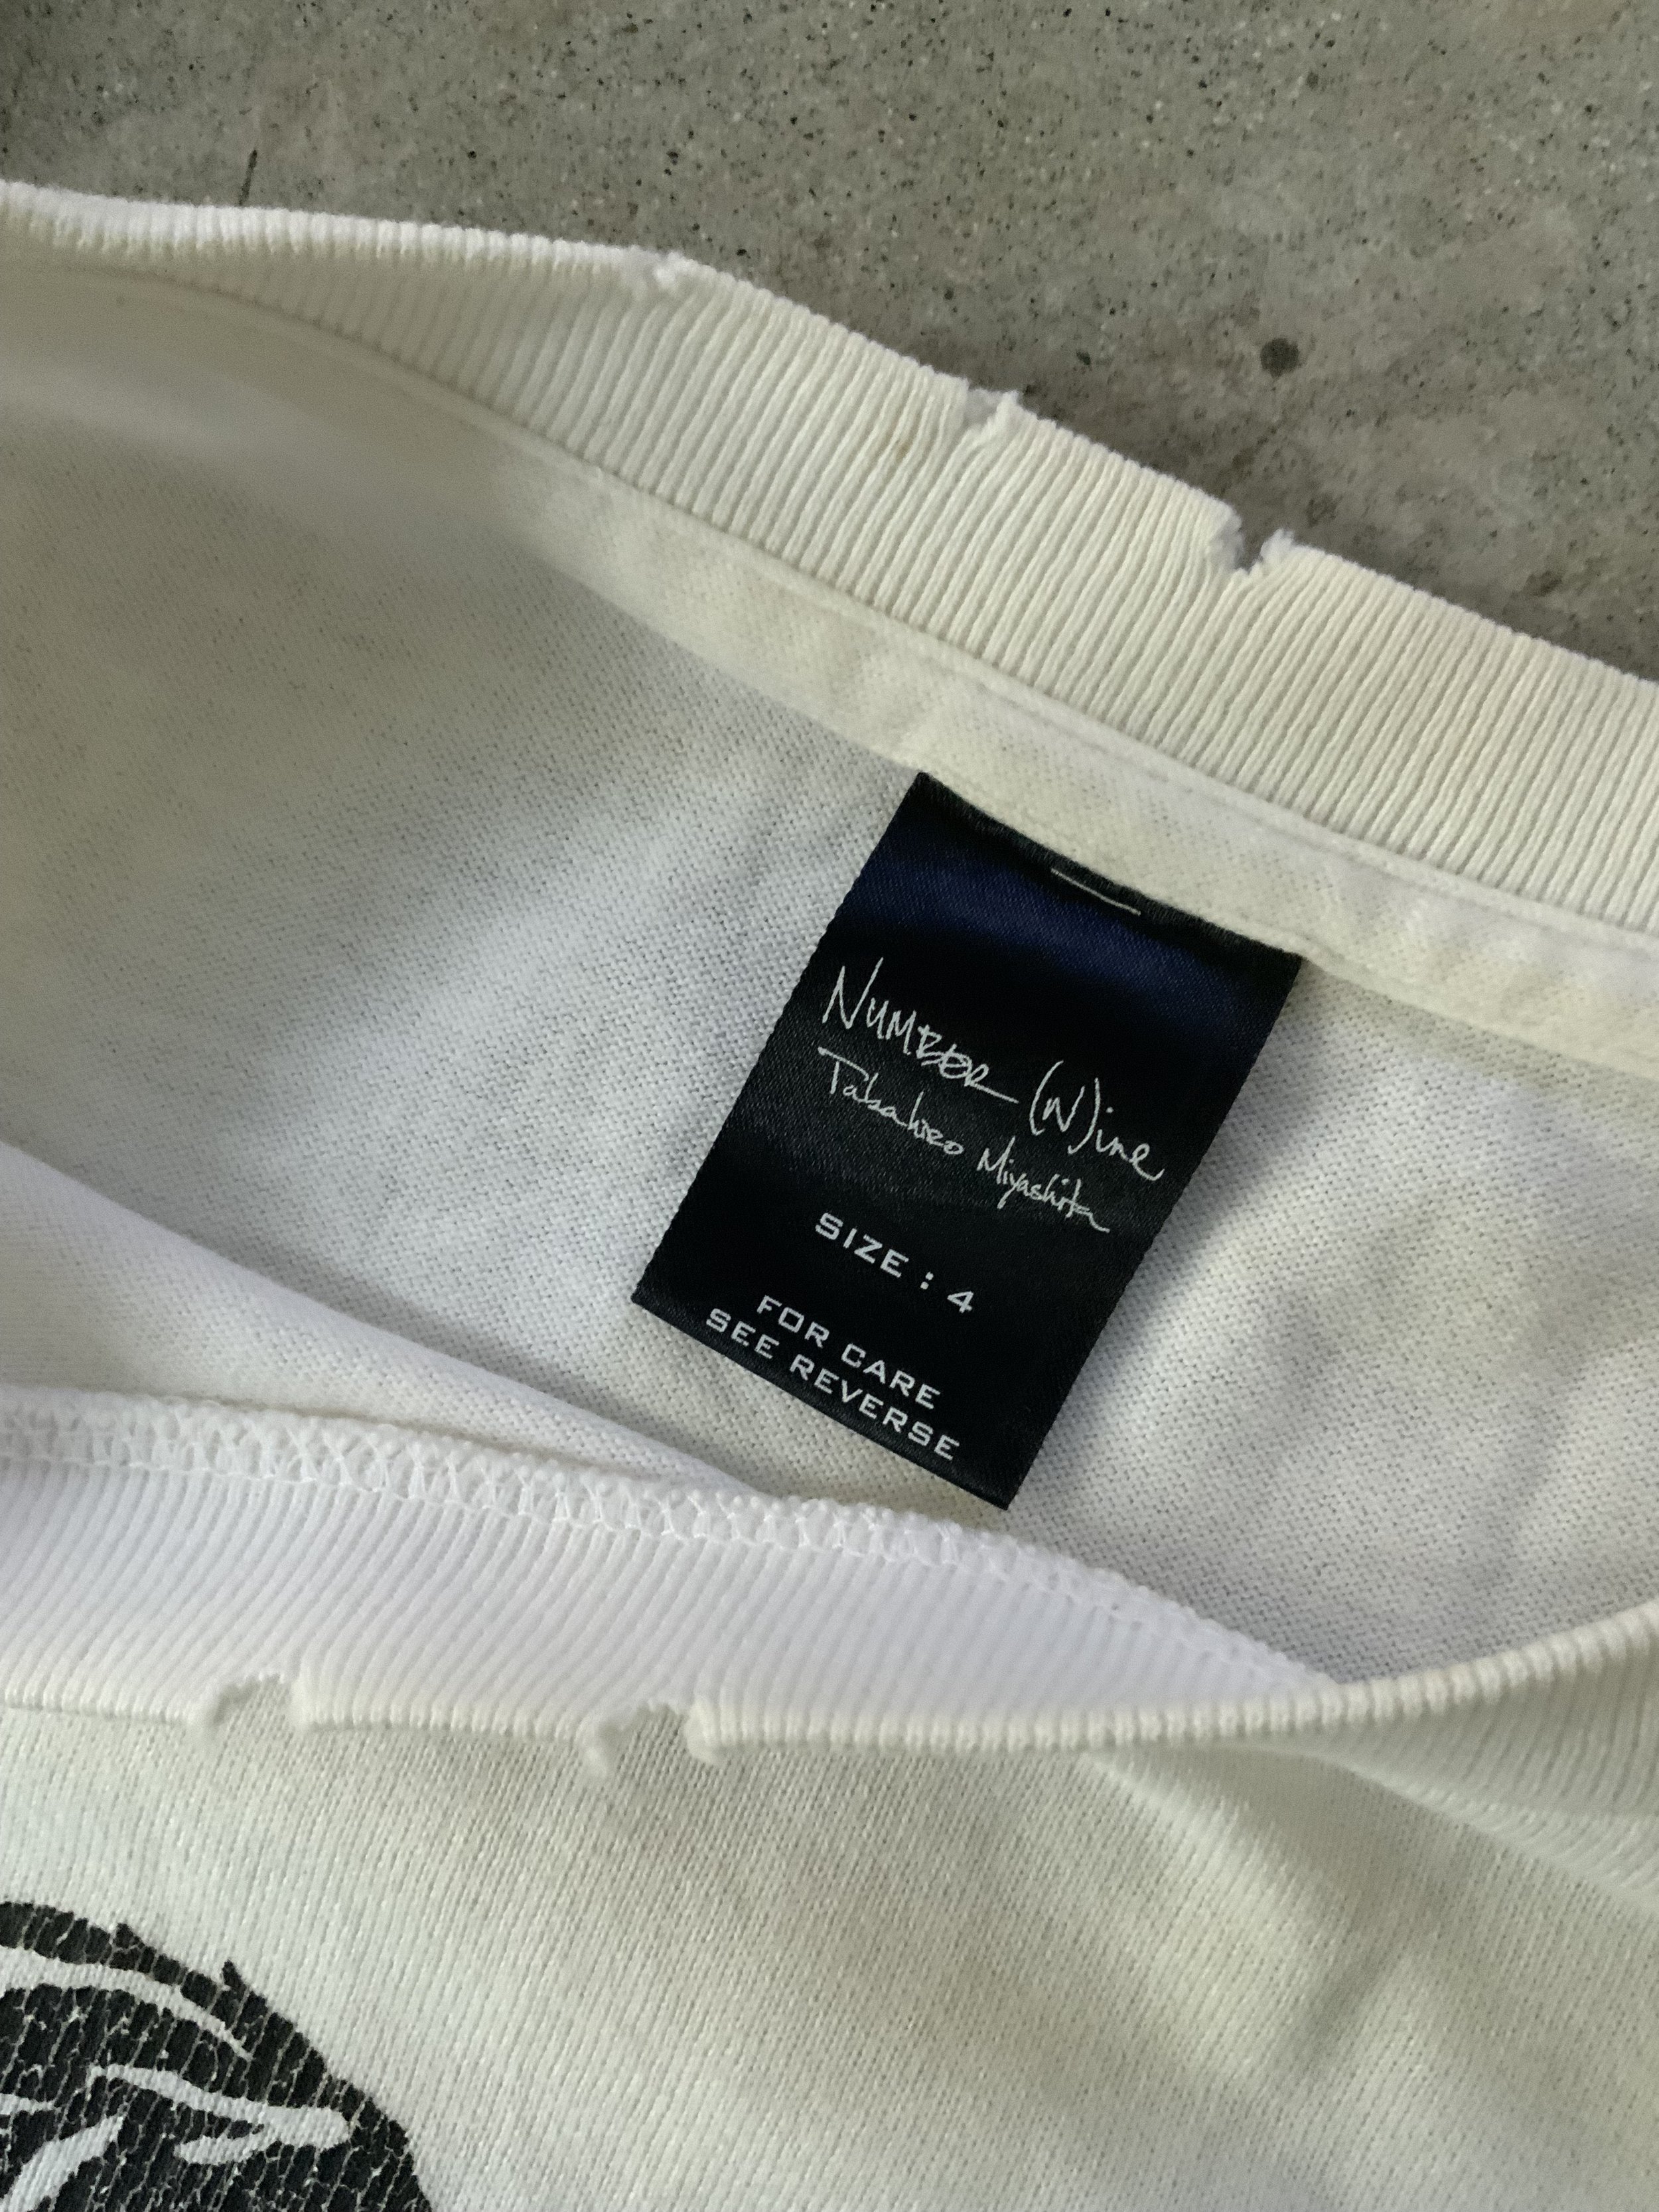 NUMBER (N)ine
Takahiro Miyashita
SIZE : 4
FOR CARE
SEE REVERSE